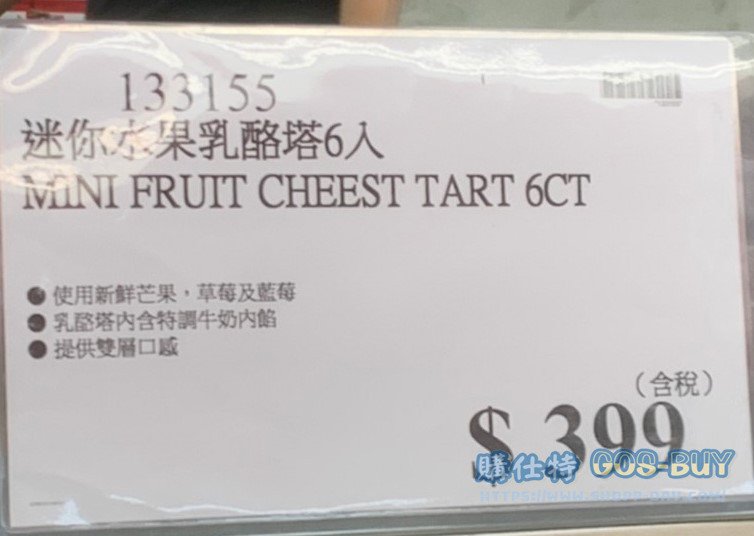 133155
迷你水果乳酪塔6入
MINI FRUIT CHEEST TART 6CT
● 使用新鮮芒果，草莓及藍莓
● 乳酪塔內含特調牛奶內餡
● 提供雙層口感
（含稅）
$ 399
購仕特 GOS-BUY